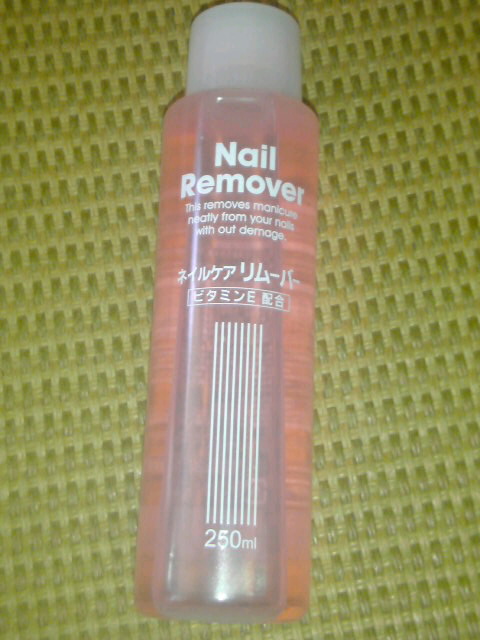 Nail
Remover
This removes manicure
neatly from your nails
with out demage.
ネイルケア リムーバー
ビタミンE 配合
250ml